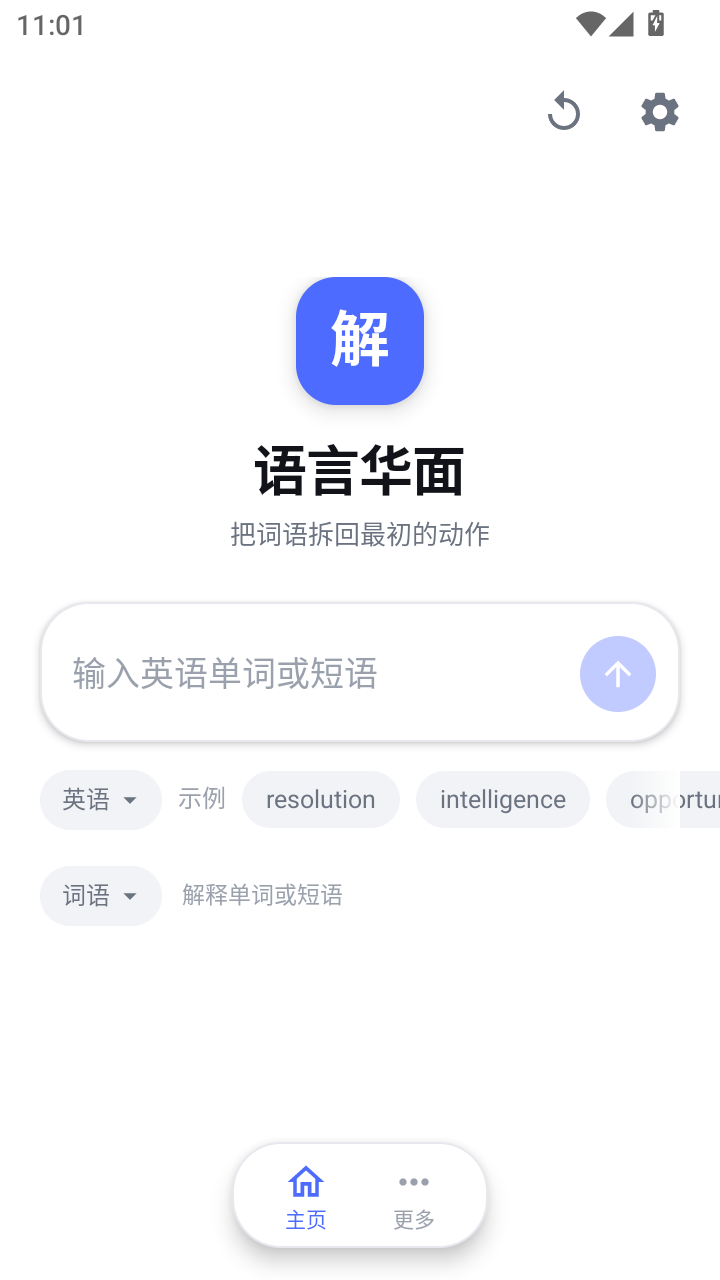 11:01
解
语言华面
把词语拆回最初的动作
输入英语单词或短语
英语 示例 resolution intelligence opportun
词语 解释单词或短语
主页 更多